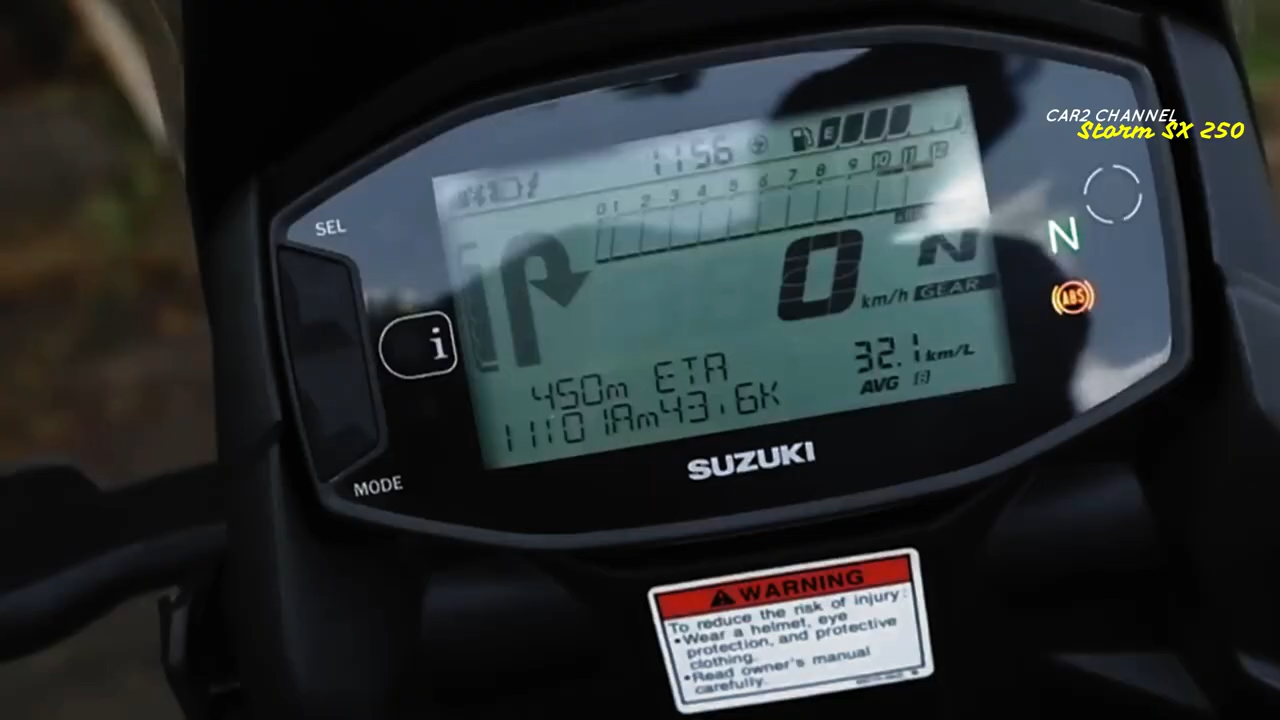 CAR2 CHANNEL
Storm SX 250
SEL
11:56
E
0 1 2 3 4 5 6 7 8 9 10 11 12
N
0 km/h
N
GEAR
ABS
i
450m ETA
32.1 km/L
AVG B
43.6K
MODE
SUZUKI
WARNING
To reduce the risk of injury:
•Wear a helmet, eye
protection, and protective
clothing.
•Read owner's manual
carefully.